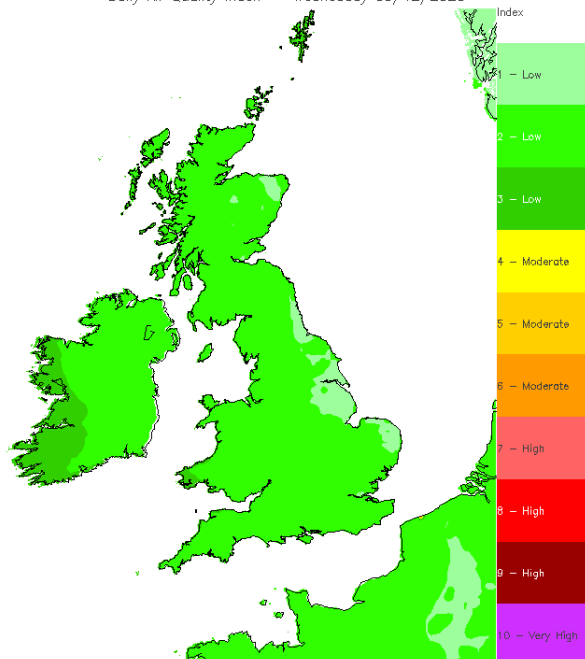 Index
1 - Low
2 - Low
3 - Low
4 - Moderate
5 - Moderate
6 - Moderate
7 - High
8 - High
9 - High
10 - Very High